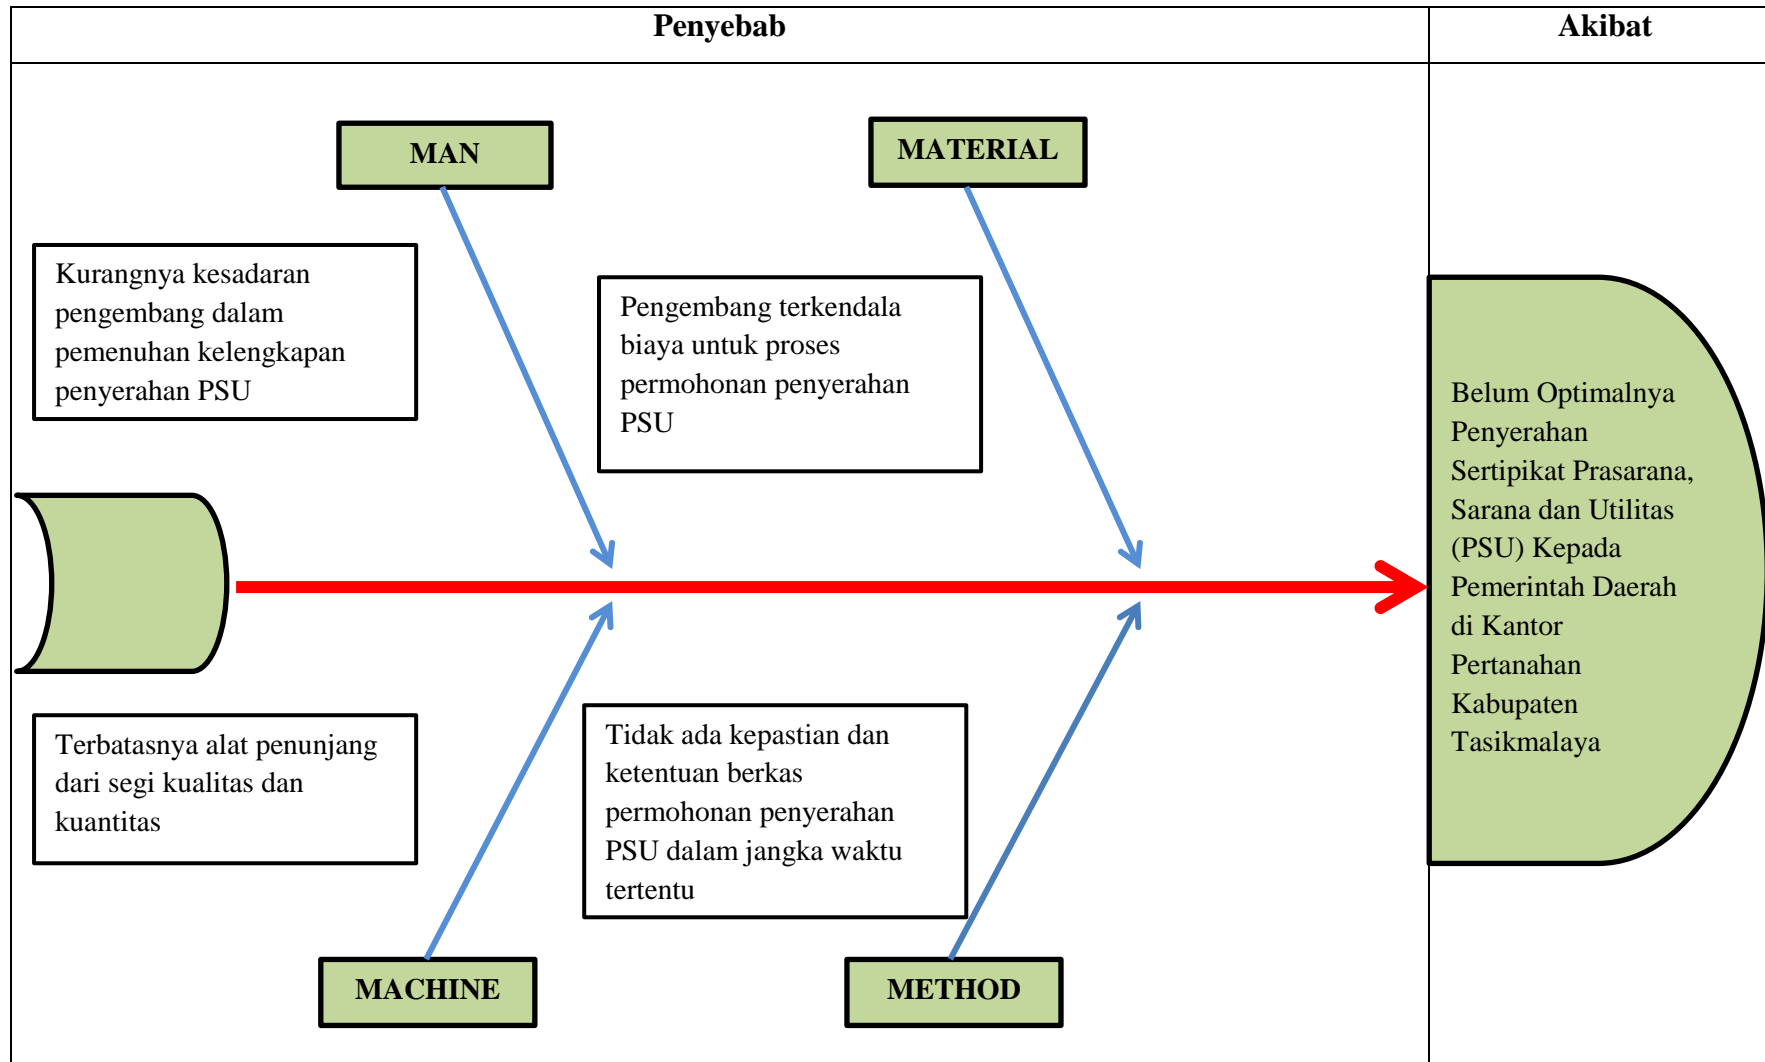 Penyebab
Akibat
MAN
MATERIAL
Kurangnya kesadaran
pengembang dalam
pemenuhan kelengkapan
penyerahan PSU
Pengembang terkendala
biaya untuk proses
permohonan penyerahan
PSU
Belum Optimalnya
Penyerahan
Sertipikat Prasarana,
Sarana dan Utilitas
(PSU) Kepada
Pemerintah Daerah
di Kantor
Pertanahan
Kabupaten
Tasikmalaya
Terbatasnya alat penunjang
dari segi kualitas dan
kuantitas
Tidak ada kepastian dan
ketentuan berkas
permohonan penyerahan
PSU dalam jangka waktu
tertentu
MACHINE
METHOD